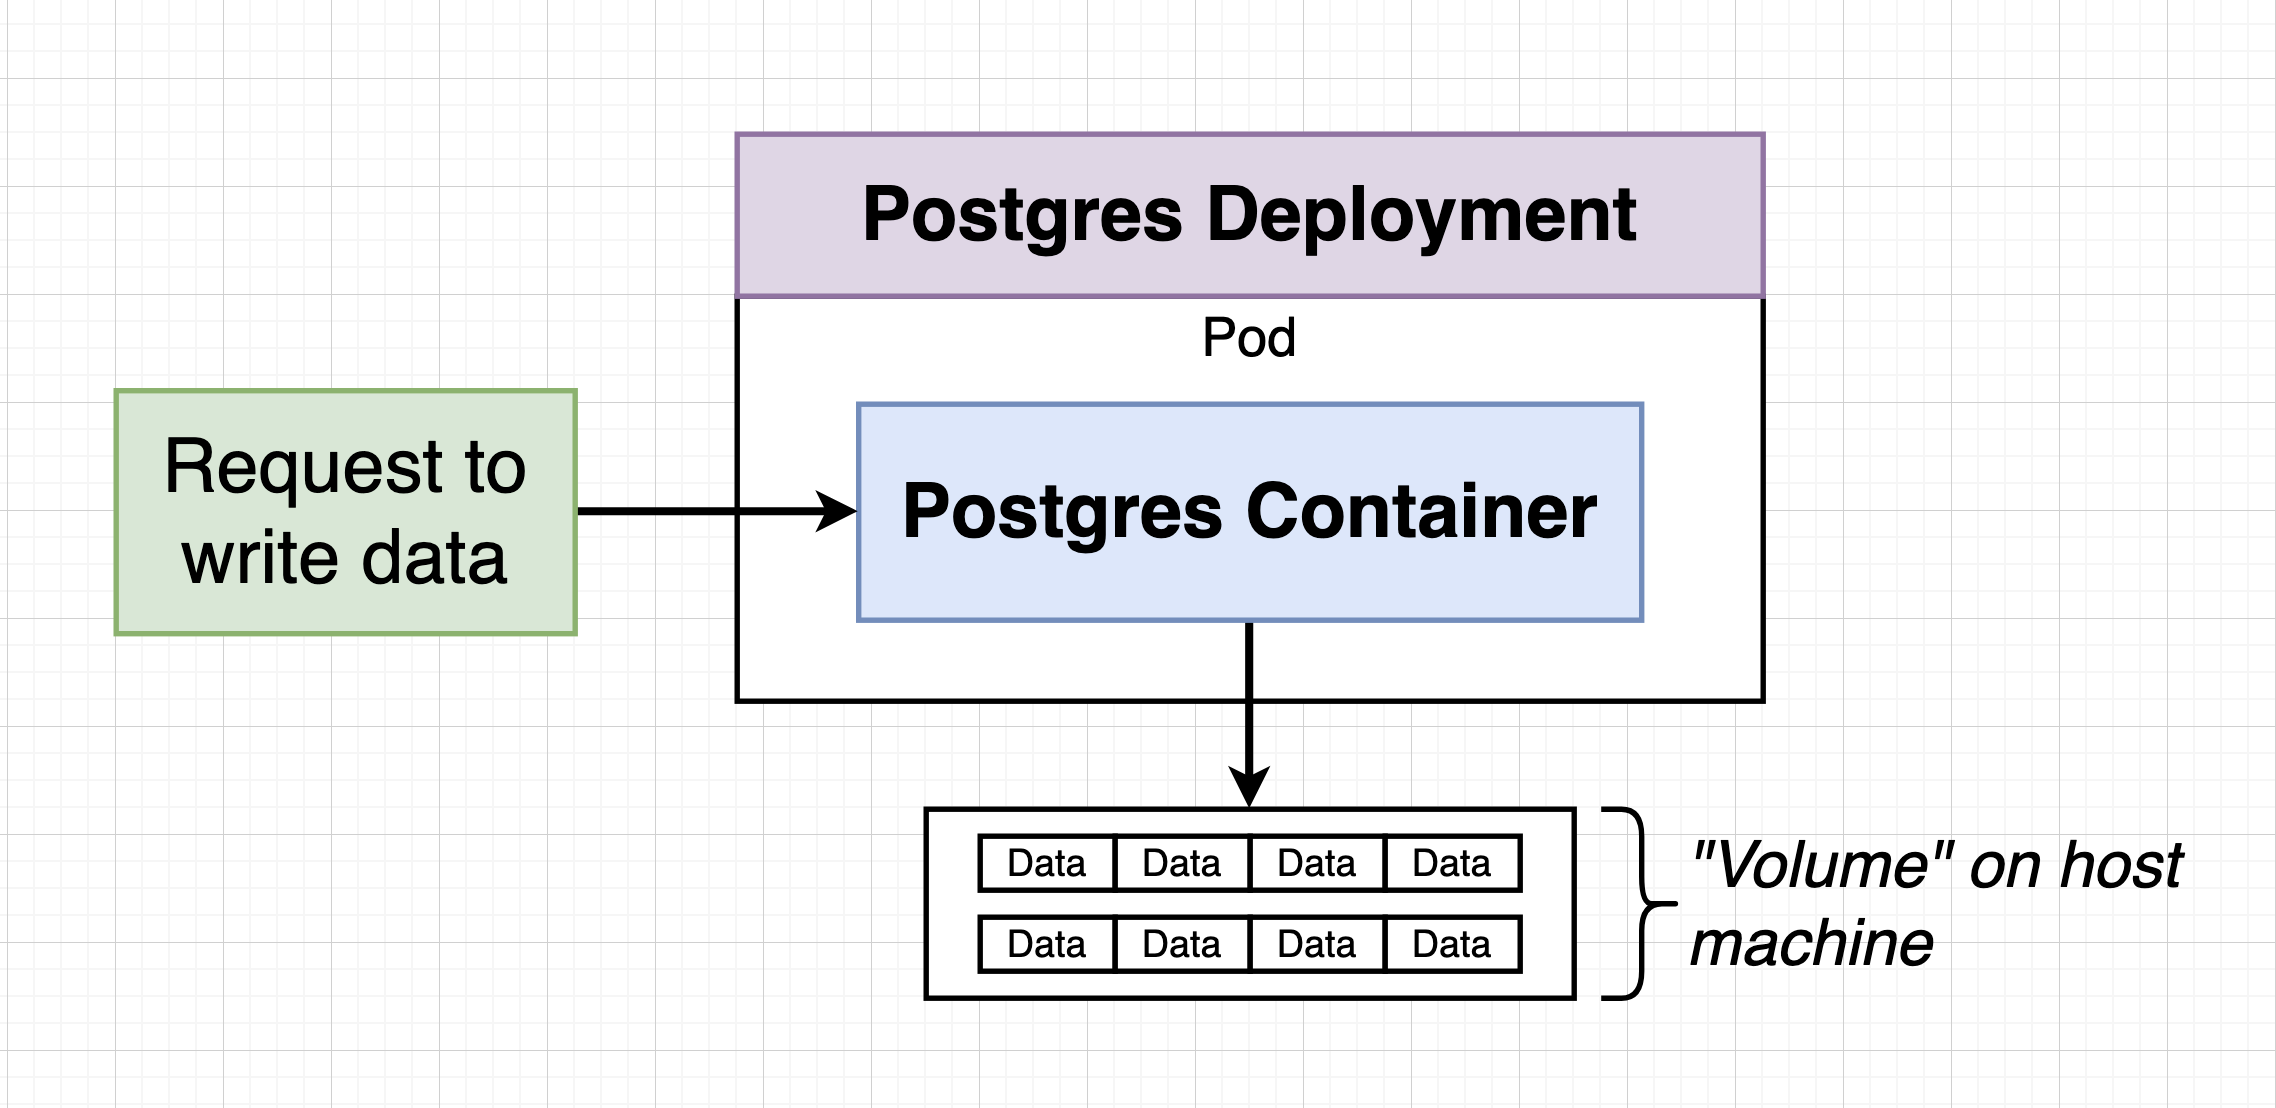 Postgres Deployment
Pod
Request to
write data
Postgres Container
Data Data Data Data
Data Data Data Data
"Volume" on host
machine